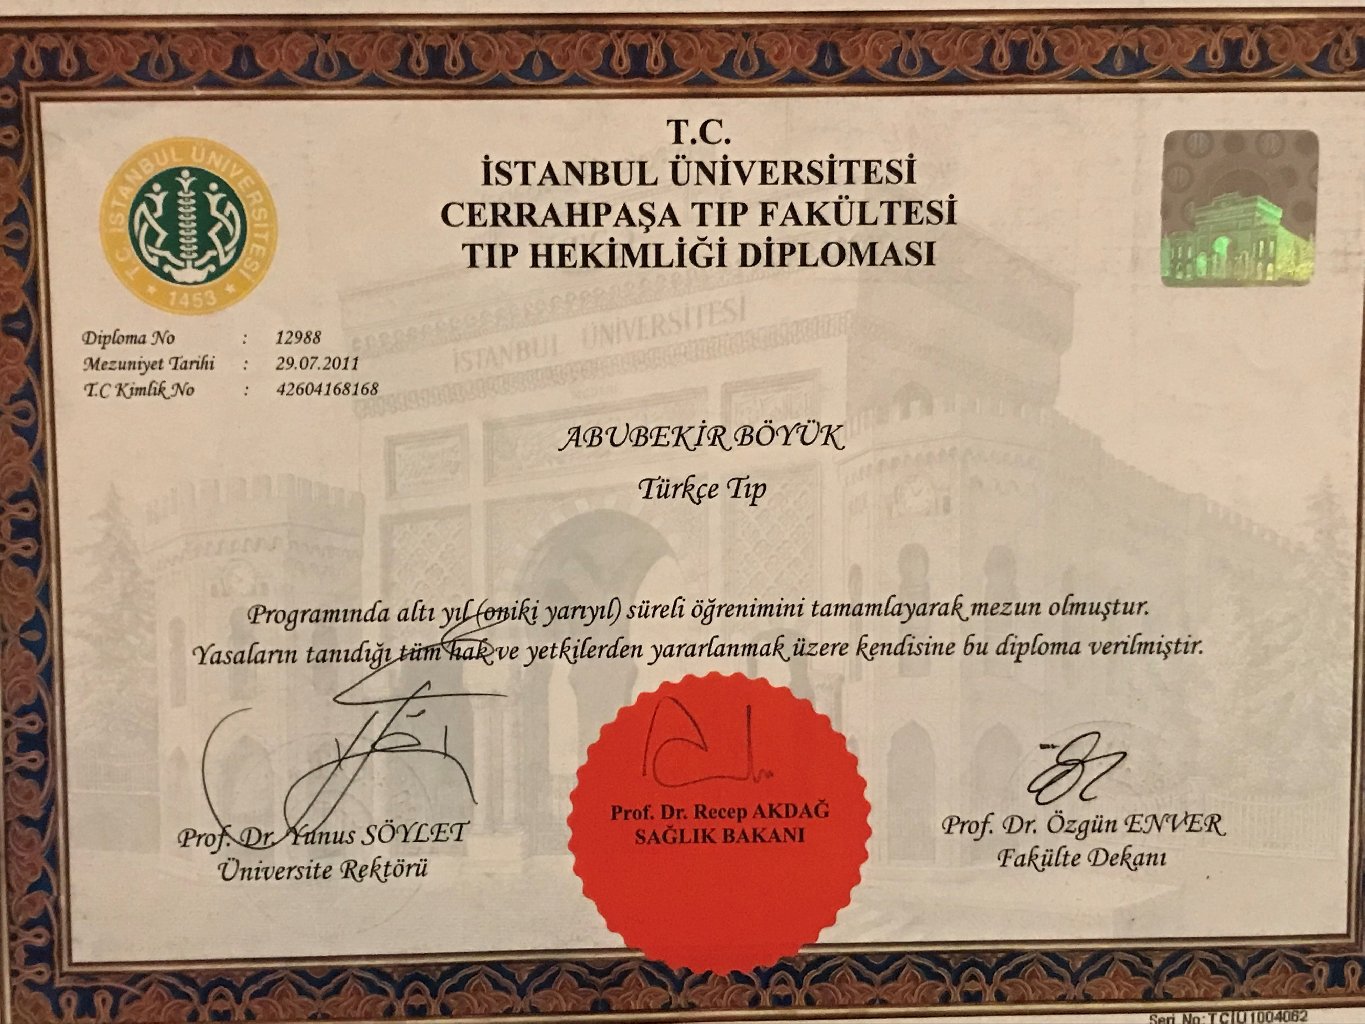 T.C.
İSTANBUL ÜNİVERSİTESİ
CERRAHPAŞA TIP FAKÜLTESİ
TIP HEKİMLİĞİ DİPLOMASI
T.C İSTANBUL ÜNİVERSİTESİ
1453
Diploma No : 12988
Mezuniyet Tarihi : 29.07.2011
T.C Kimlik No : 42604168168
İSTANBUL ÜNİVERSİTESİ
ABUBEKİR BÖYÜK
Türkçe Tıp
Programında altı yıl (oniki yarıyıl) süreli öğrenimini tamamlayarak mezun olmuştur.
Yasaların tanıdığı tüm hak ve yetkilerden yararlanmak üzere kendisine bu diploma verilmiştir.
Prof. Dr. Yunus SÖYLET
Üniversite Rektörü
Prof. Dr. Recep AKDAĞ
SAĞLIK BAKANI
Prof. Dr. Özgün ENVER
Fakülte Dekanı
Seri No: TCİU1004062